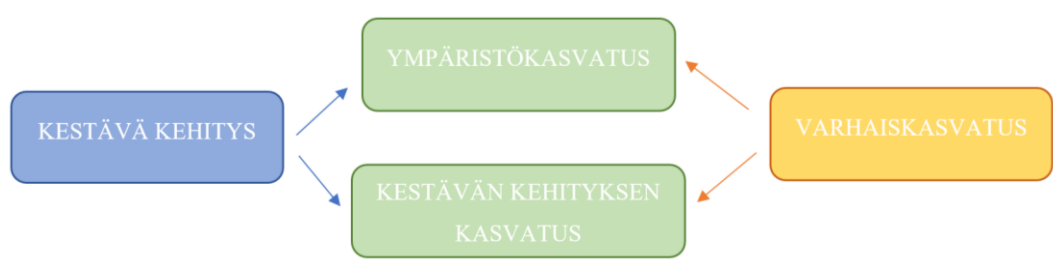 YMPÄRISTÖKASVATUS
KESTÄVÄ KEHITYS
VARHAISKASVATUS
KESTÄVÄN KEHITYKSEN
KASVATUS